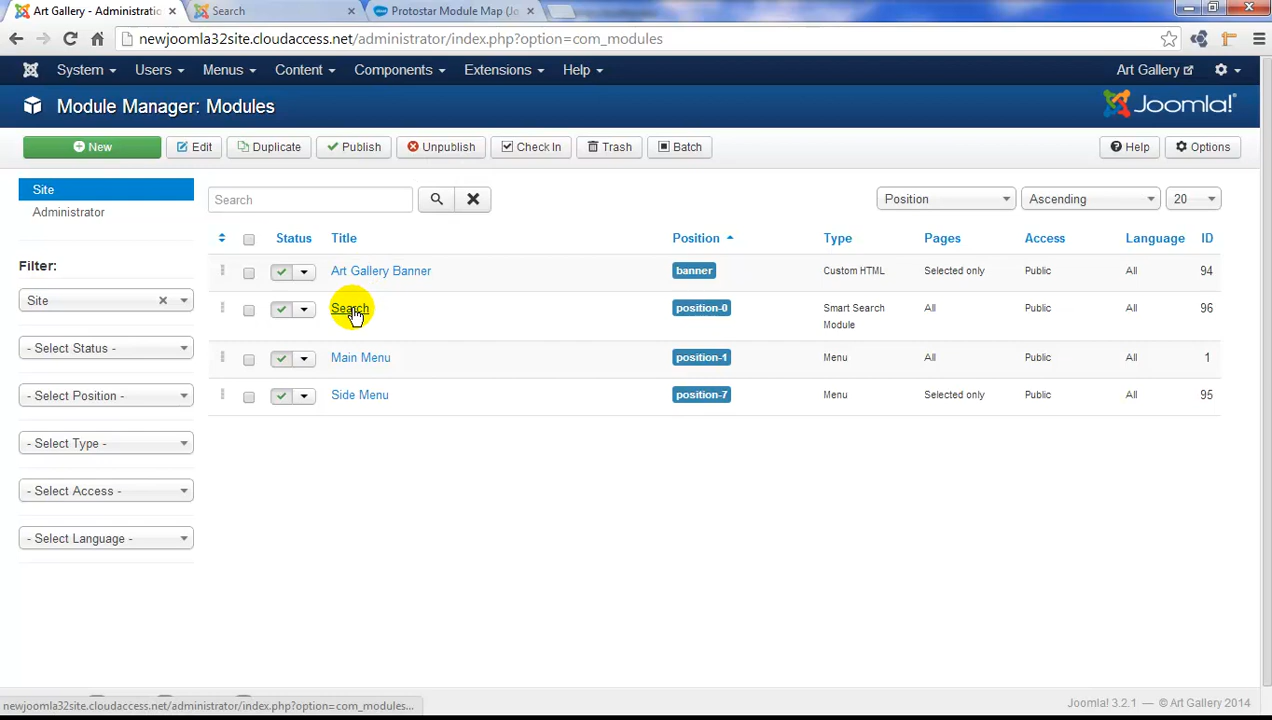 Art Gallery - Administratio
Search
Protostar Module Map (Jo
newjoomla32site.cloudaccess.net/administrator/index.php?option=com_modules
System Users Menus Content Components Extensions Help Art Gallery
Module Manager: Modules
Joomla!
New Edit Duplicate Publish Unpublish Check In Trash Batch Help Options
Site
Administrator
Filter:
Site
- Select Status -
- Select Position -
- Select Type -
- Select Access -
- Select Language -
Search Position Ascending 20
Status Title Position Type Pages Access Language ID
Art Gallery Banner banner Custom HTML Selected only Public All 94
Search position-0 Smart Search Module All Public All 96
Main Menu position-1 Menu All Public All 1
Side Menu position-7 Menu Selected only Public All 95
Joomla! 3.2.1 — © Art Gallery 2014
newjoomla32site.cloudaccess.net/administrator/index.php?option=com_modules...